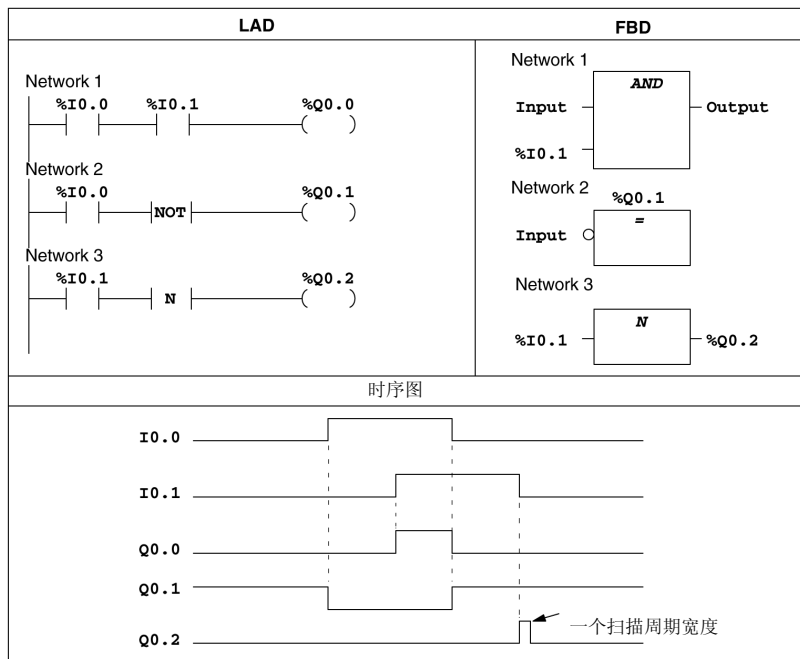 LAD
FBD
Network 1
%I0.0 %I0.1 %Q0.0
Network 2
%I0.0 %Q0.1
NOT
Network 3
%I0.1 %Q0.2
N
Network 1
AND
Input Output
%I0.1
Network 2
%Q0.1
=
Input
Network 3
N
%I0.1 %Q0.2
时序图
I0.0
I0.1
Q0.0
Q0.1
一个扫描周期宽度
Q0.2